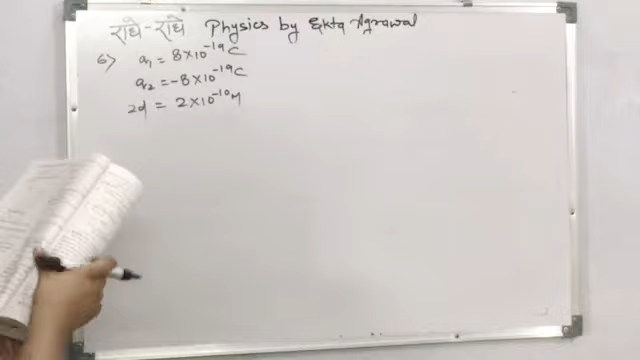 राधे-राधे Physics by Ekta Agrawal
6> q₁ = 8×10⁻¹⁹C
q₂ = -8×10⁻¹⁹C
2d = 2×10⁻¹⁰M